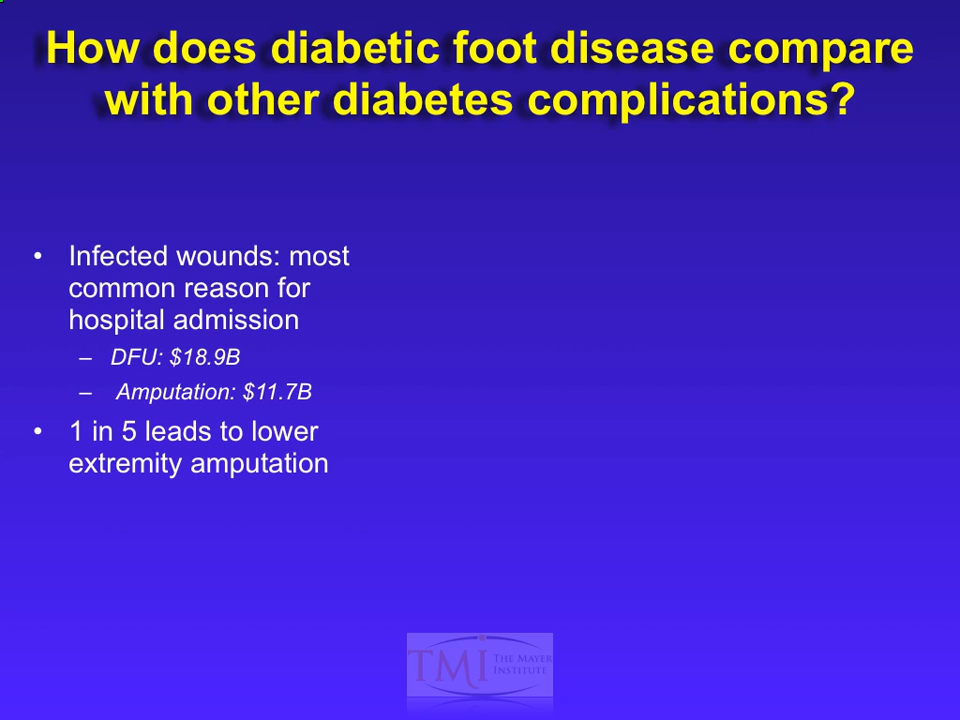 How does diabetic foot disease compare
with other diabetes complications?
• Infected wounds: most
common reason for
hospital admission
– DFU: $18.9B
– Amputation: $11.7B
• 1 in 5 leads to lower
extremity amputation
TMI THE MAYER
INSTITUTE